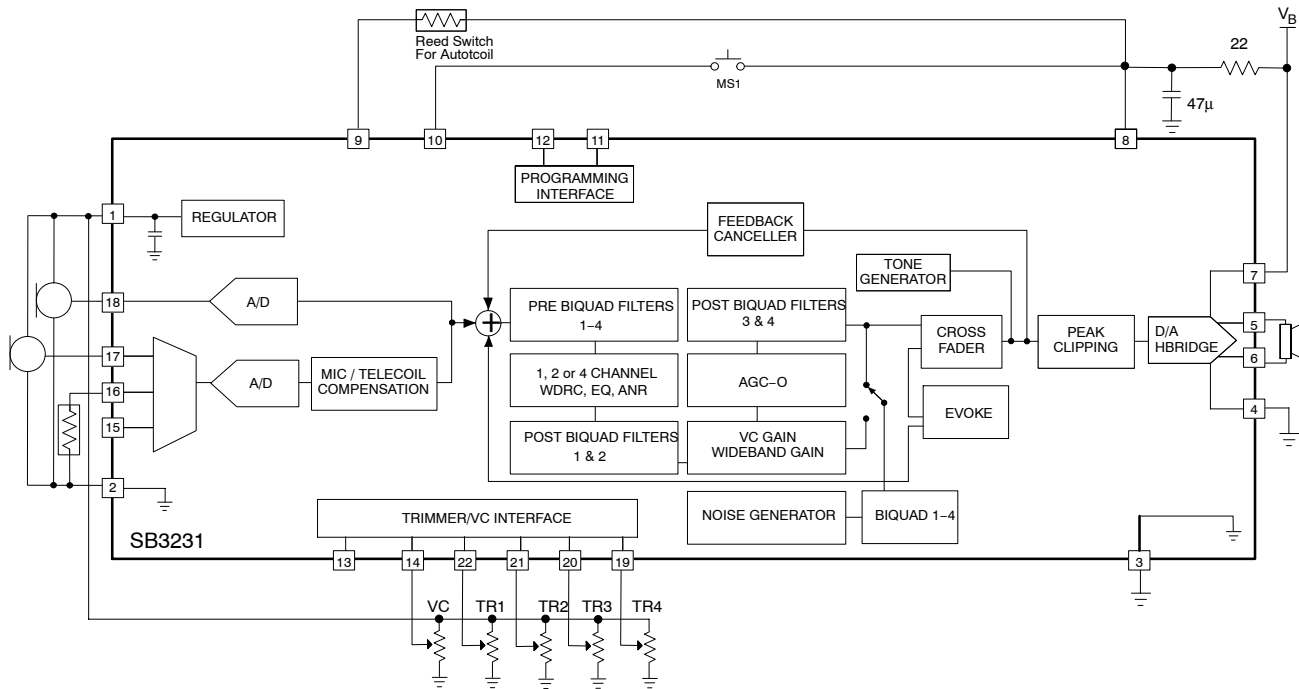 V_B
Reed Switch
For Autotcoil
22
MS1
47µ
9
10
12
11
8
PROGRAMMING
INTERFACE
1
REGULATOR
FEEDBACK
CANCELLER
TONE
GENERATOR
7
18
A/D
PRE BIQUAD FILTERS
1−4
POST BIQUAD FILTERS
3 & 4
CROSS
FADER
PEAK
CLIPPING
D/A
HBRIDGE
5
6
17
16
15
A/D
MIC / TELECOIL
COMPENSATION
1, 2 or 4 CHANNEL
WDRC, EQ, ANR
AGC−O
EVOKE
4
POST BIQUAD FILTERS
1 & 2
VC GAIN
WIDEBAND GAIN
2
NOISE GENERATOR
BIQUAD 1−4
TRIMMER/VC INTERFACE
SB3231
13
14
22
21
20
19
3
VC
TR1
TR2
TR3
TR4